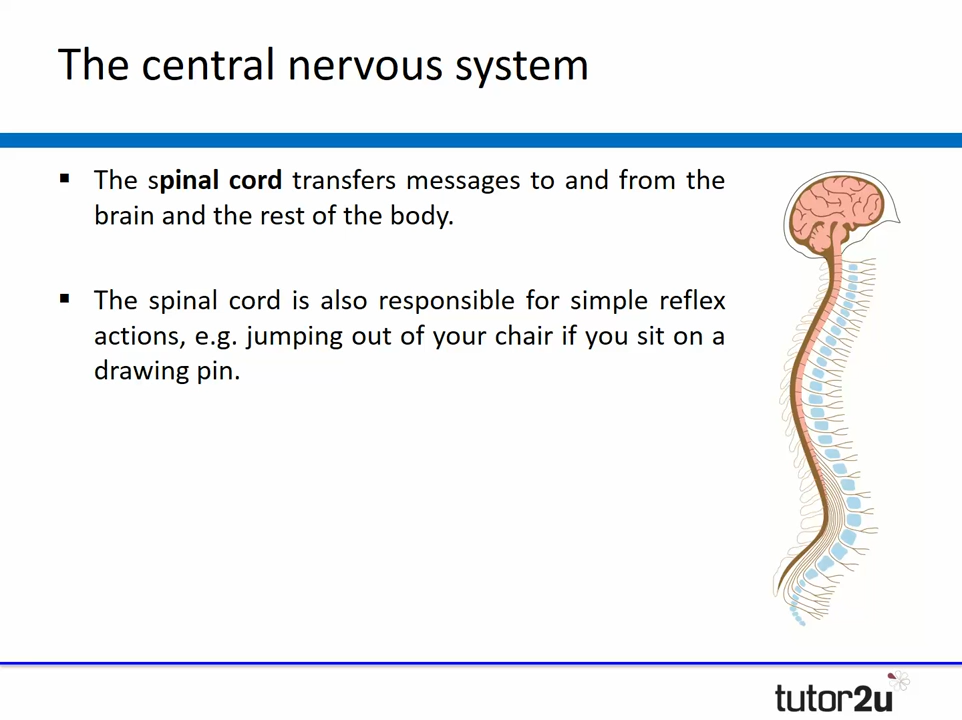 The central nervous system
▪ The spinal cord transfers messages to and from the
brain and the rest of the body.
▪ The spinal cord is also responsible for simple reflex
actions, e.g. jumping out of your chair if you sit on a
drawing pin.
tutor2u